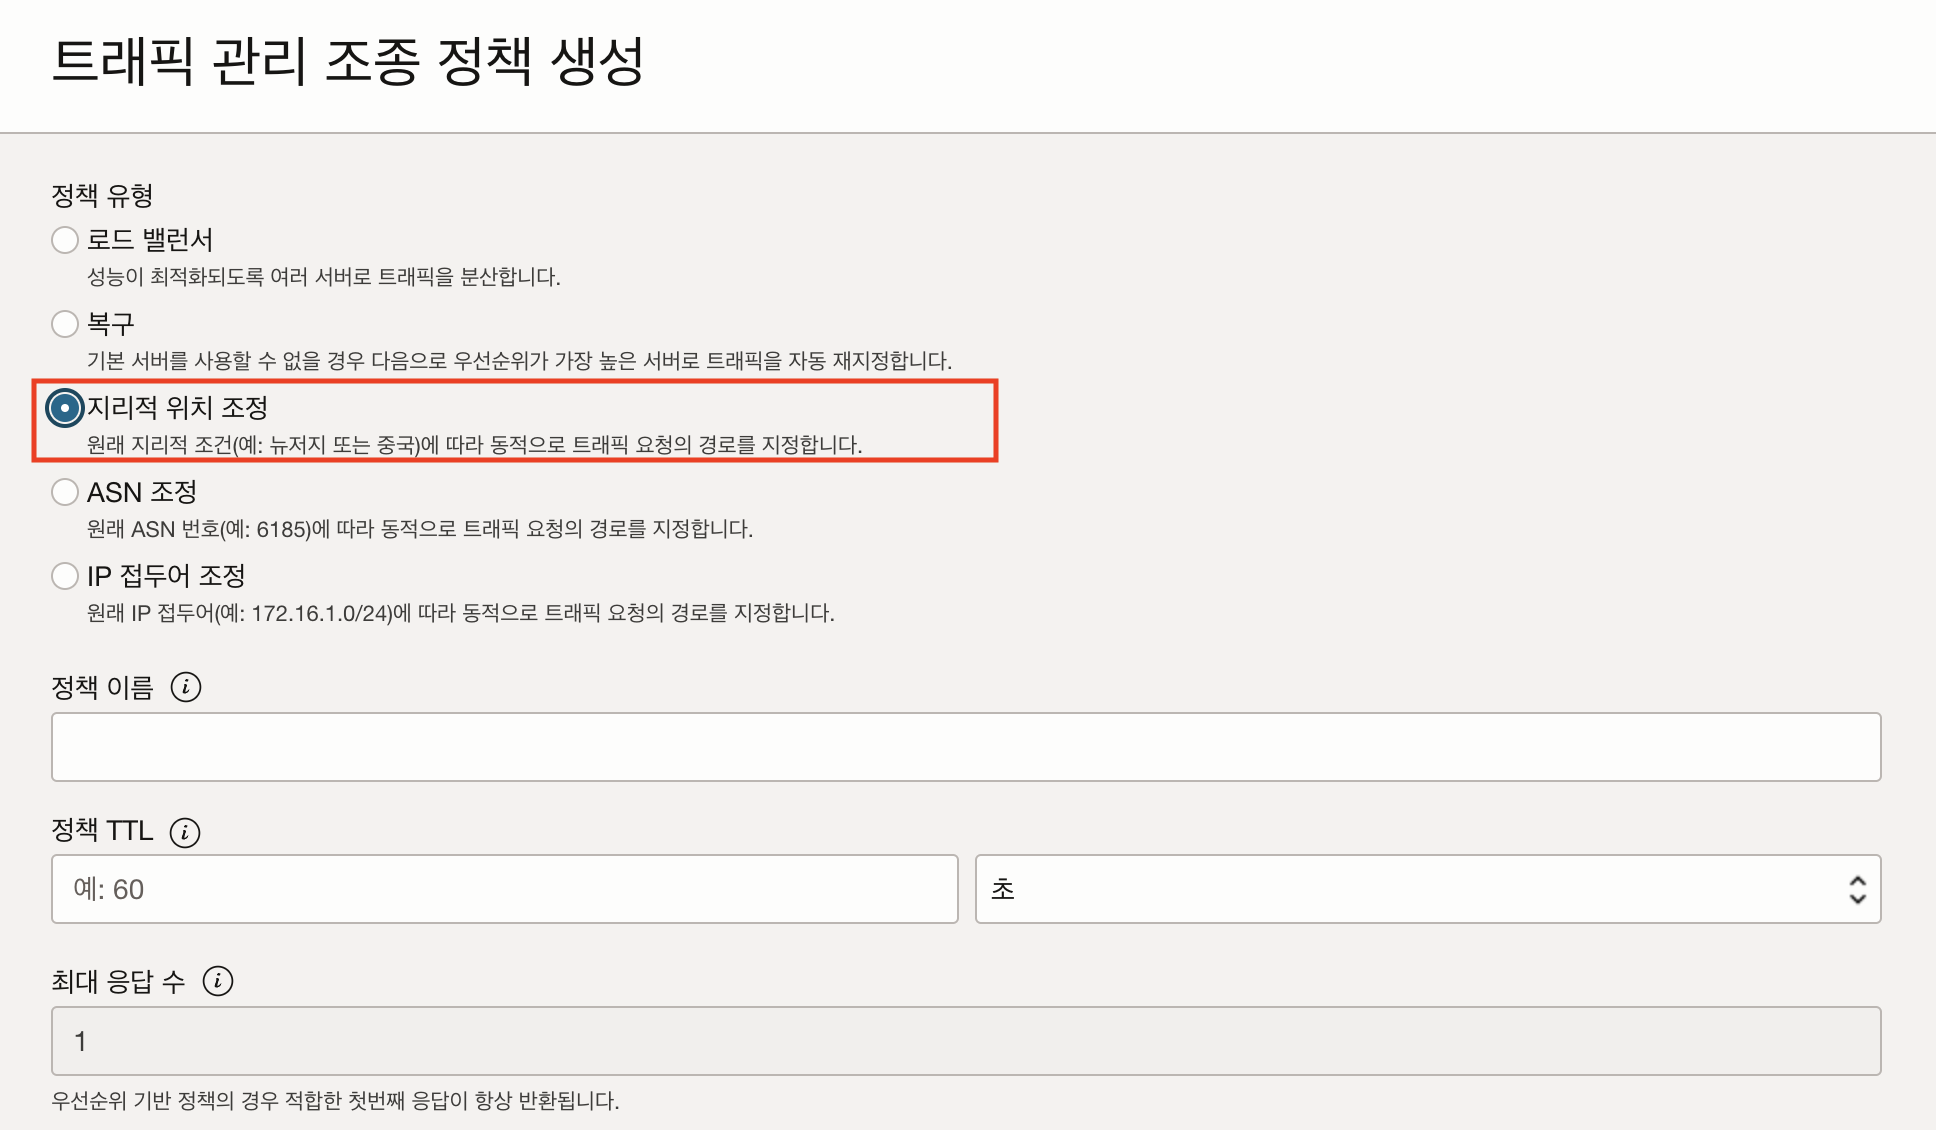 트래픽 관리 조종 정책 생성
정책 유형
로드 밸런서
성능이 최적화되도록 여러 서버로 트래픽을 분산합니다.
복구
기본 서버를 사용할 수 없을 경우 다음으로 우선순위가 가장 높은 서버로 트래픽을 자동 재지정합니다.
지리적 위치 조정
원래 지리적 조건(예: 뉴저지 또는 중국)에 따라 동적으로 트래픽 요청의 경로를 지정합니다.
ASN 조정
원래 ASN 번호(예: 6185)에 따라 동적으로 트래픽 요청의 경로를 지정합니다.
IP 접두어 조정
원래 IP 접두어(예: 172.16.1.0/24)에 따라 동적으로 트래픽 요청의 경로를 지정합니다.
정책 이름 i
정책 TTL i
예: 60 초
최대 응답 수 i
1
우선순위 기반 정책의 경우 적합한 첫번째 응답이 항상 반환됩니다.